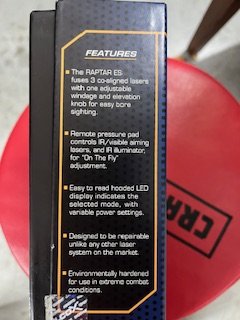 FEATURES
The RAPTAR ES
fuses 3 co-aligned lasers
with one adjustable
windage and elevation
knob for easy bore
sighting.
Remote pressure pad
controls IR/visible aiming
lasers, and IR illuminator,
for "On The Fly"
adjustment.
Easy to read hooded LED
display indicates the
selected mode, with
variable power settings.
Designed to be repairable
unlike any other laser
system on the market.
Environmentally hardened
for use in extreme combat
conditions.
CRA